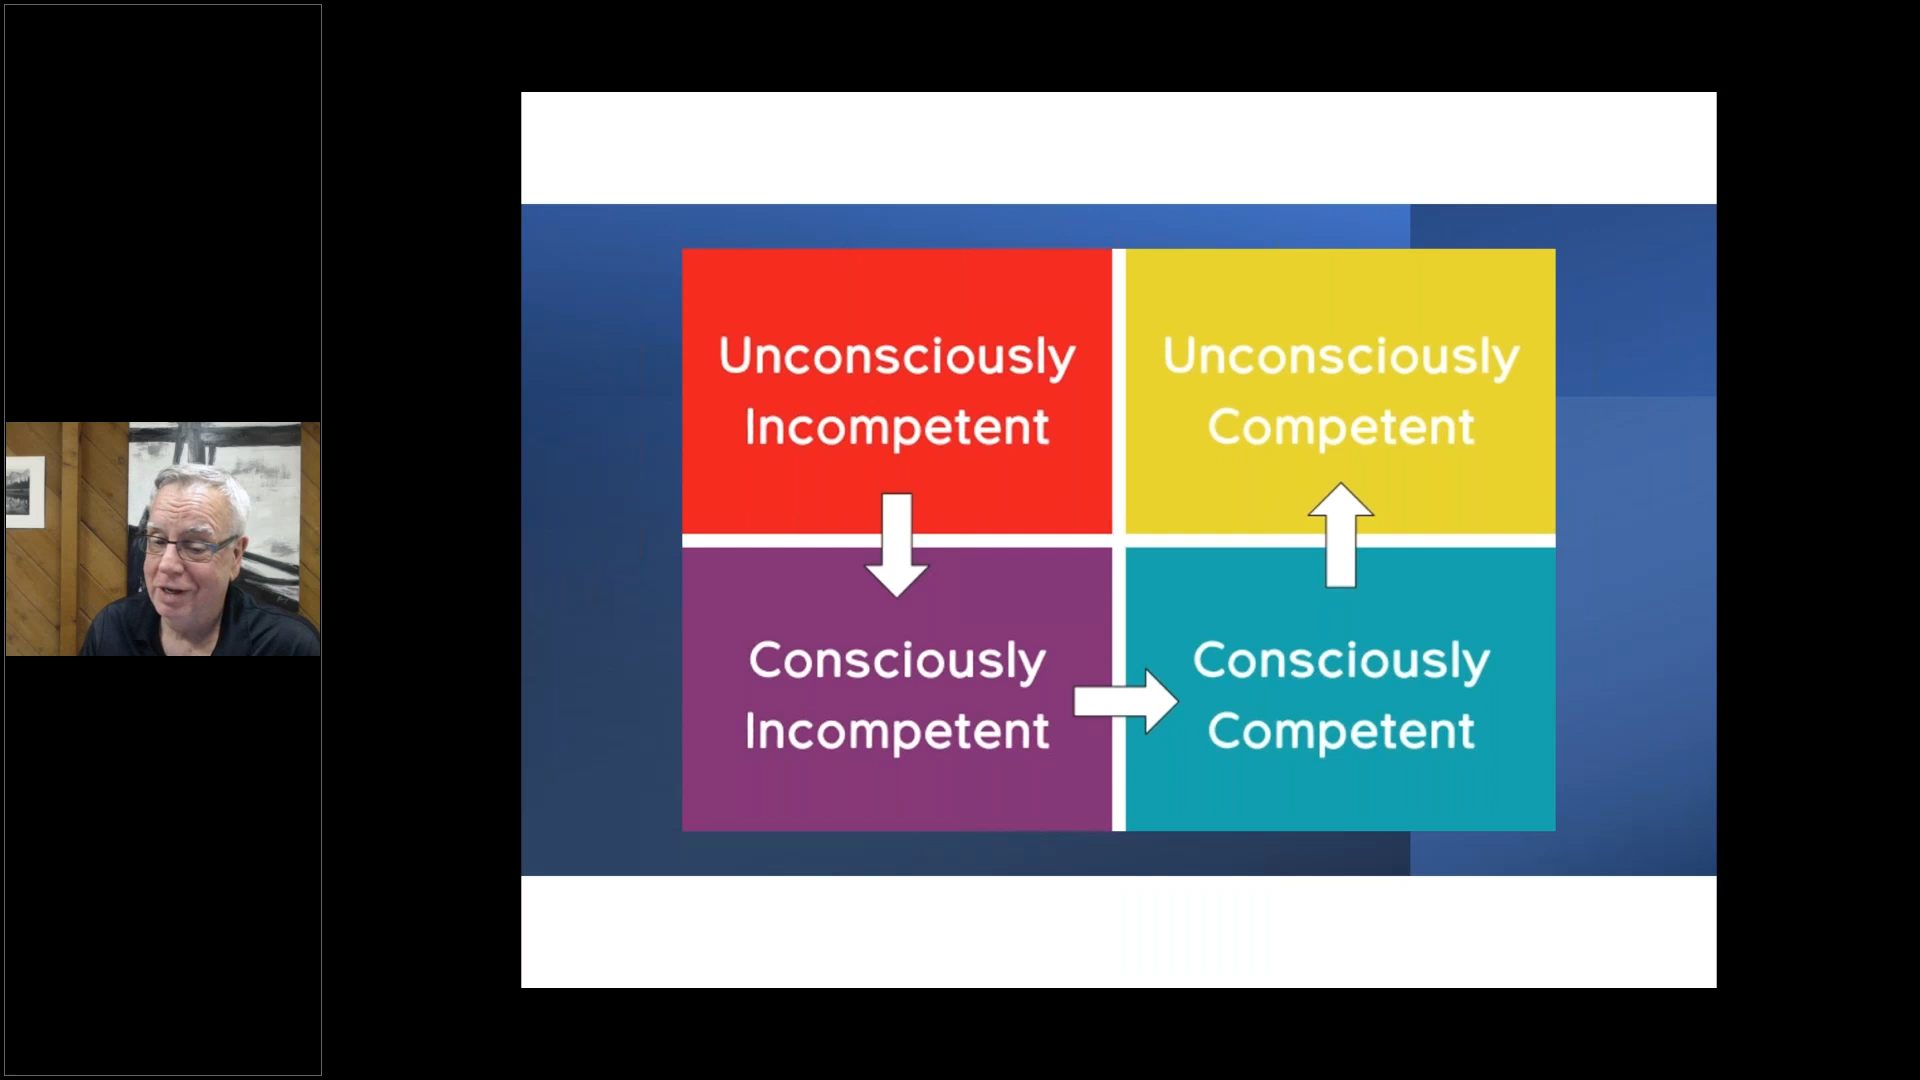 Unconsciously
Incompetent
Unconsciously
Competent
Consciously
Incompetent
Consciously
Competent